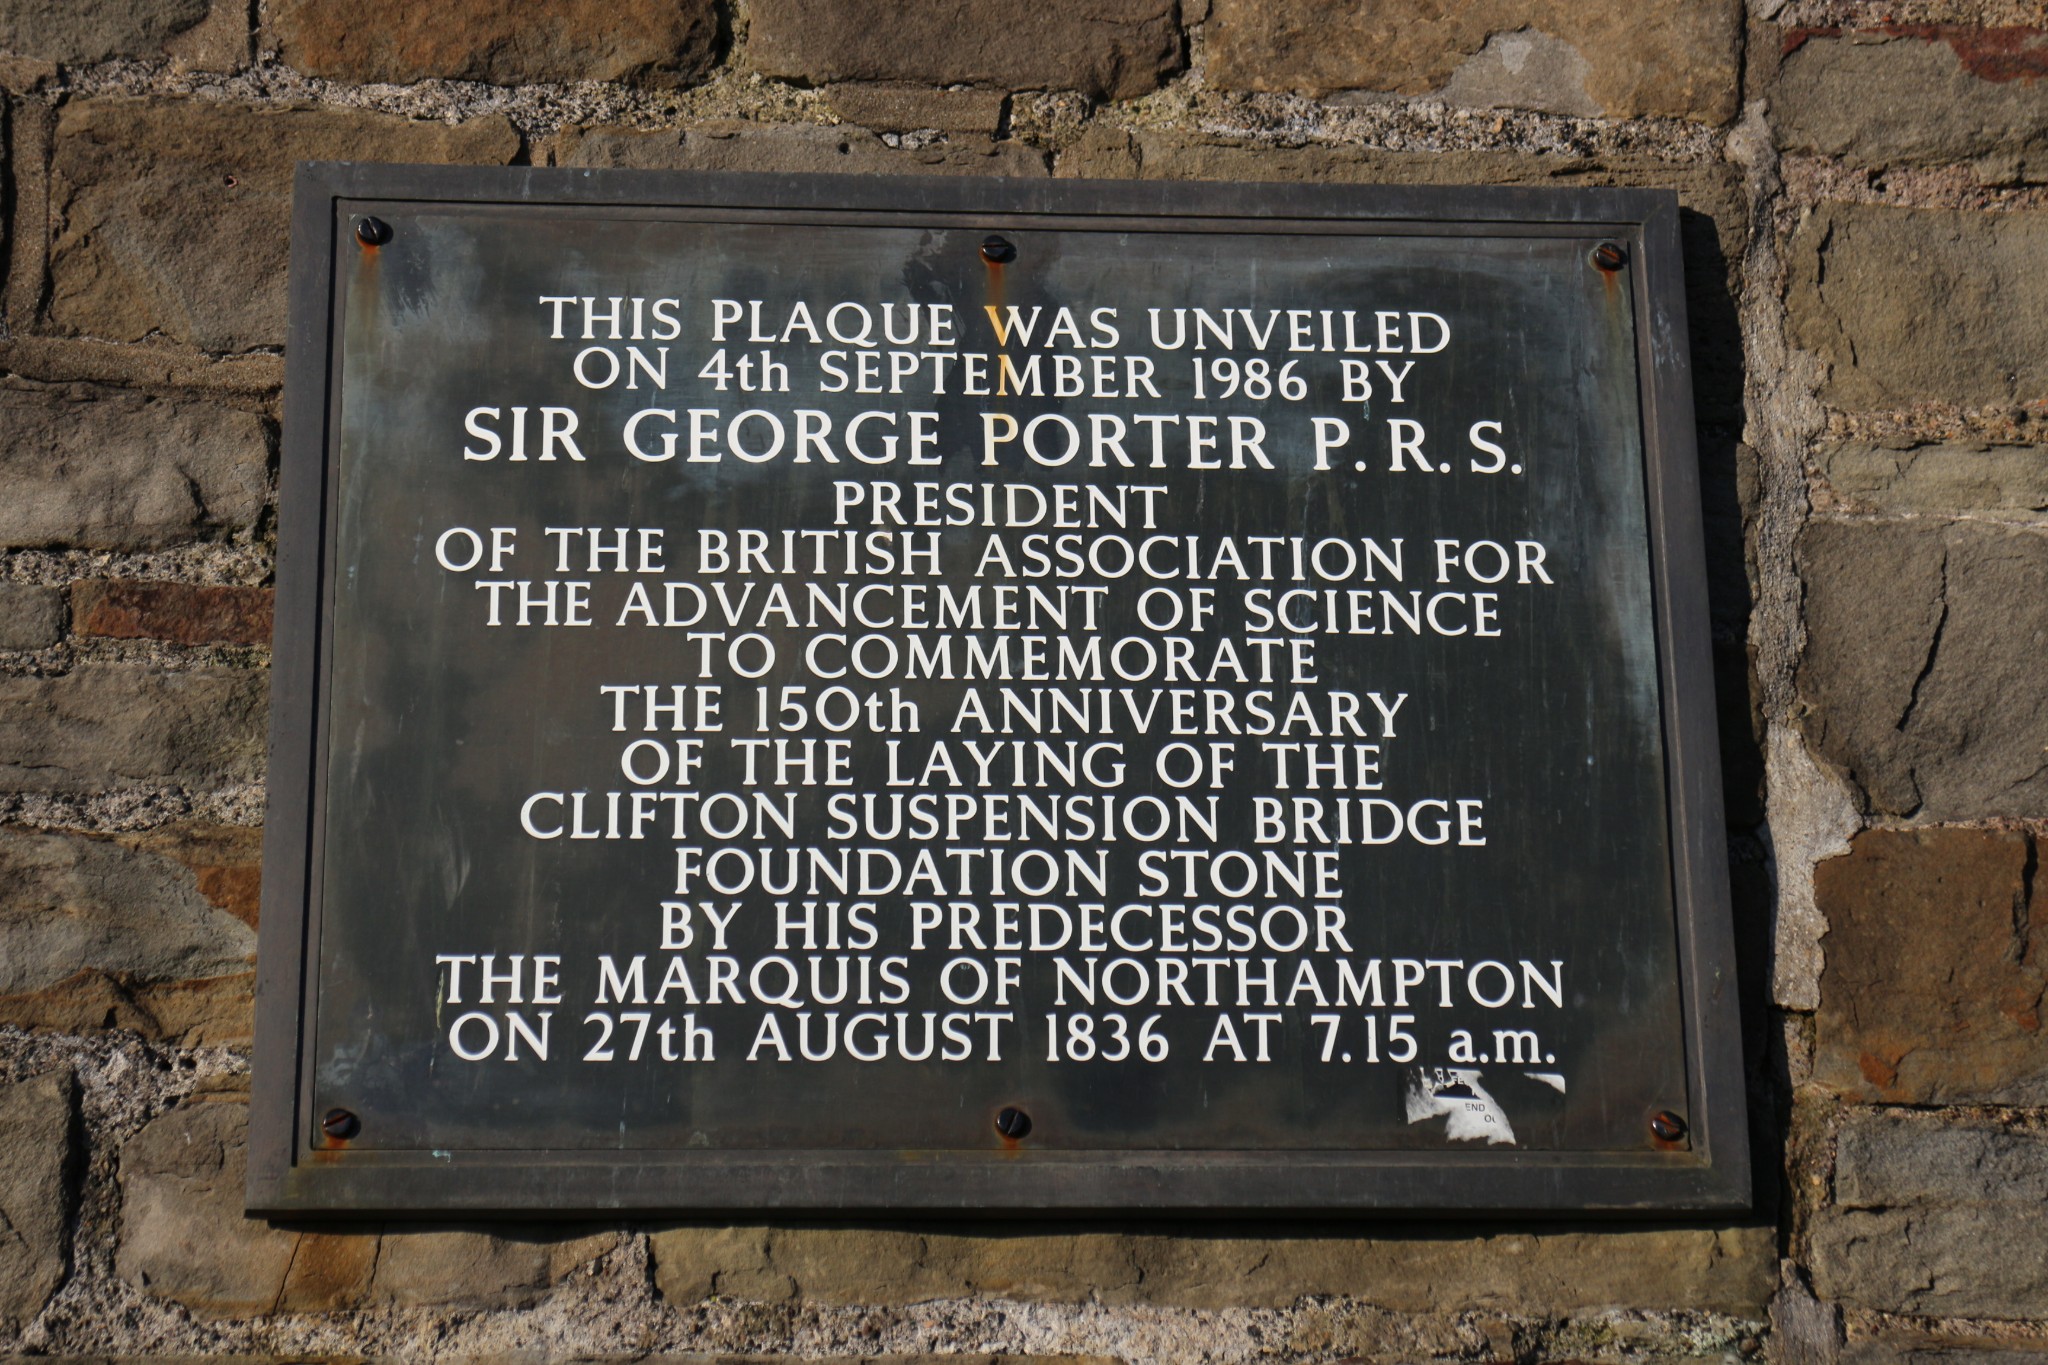 THIS PLAQUE WAS UNVEILED
ON 4th SEPTEMBER 1986 BY
SIR GEORGE PORTER P.R.S.
PRESIDENT
OF THE BRITISH ASSOCIATION FOR
THE ADVANCEMENT OF SCIENCE
TO COMMEMORATE
THE 150th ANNIVERSARY
OF THE LAYING OF THE
CLIFTON SUSPENSION BRIDGE
FOUNDATION STONE
BY HIS PREDECESSOR
THE MARQUIS OF NORTHAMPTON
ON 27th AUGUST 1836 AT 7.15 a.m.
END